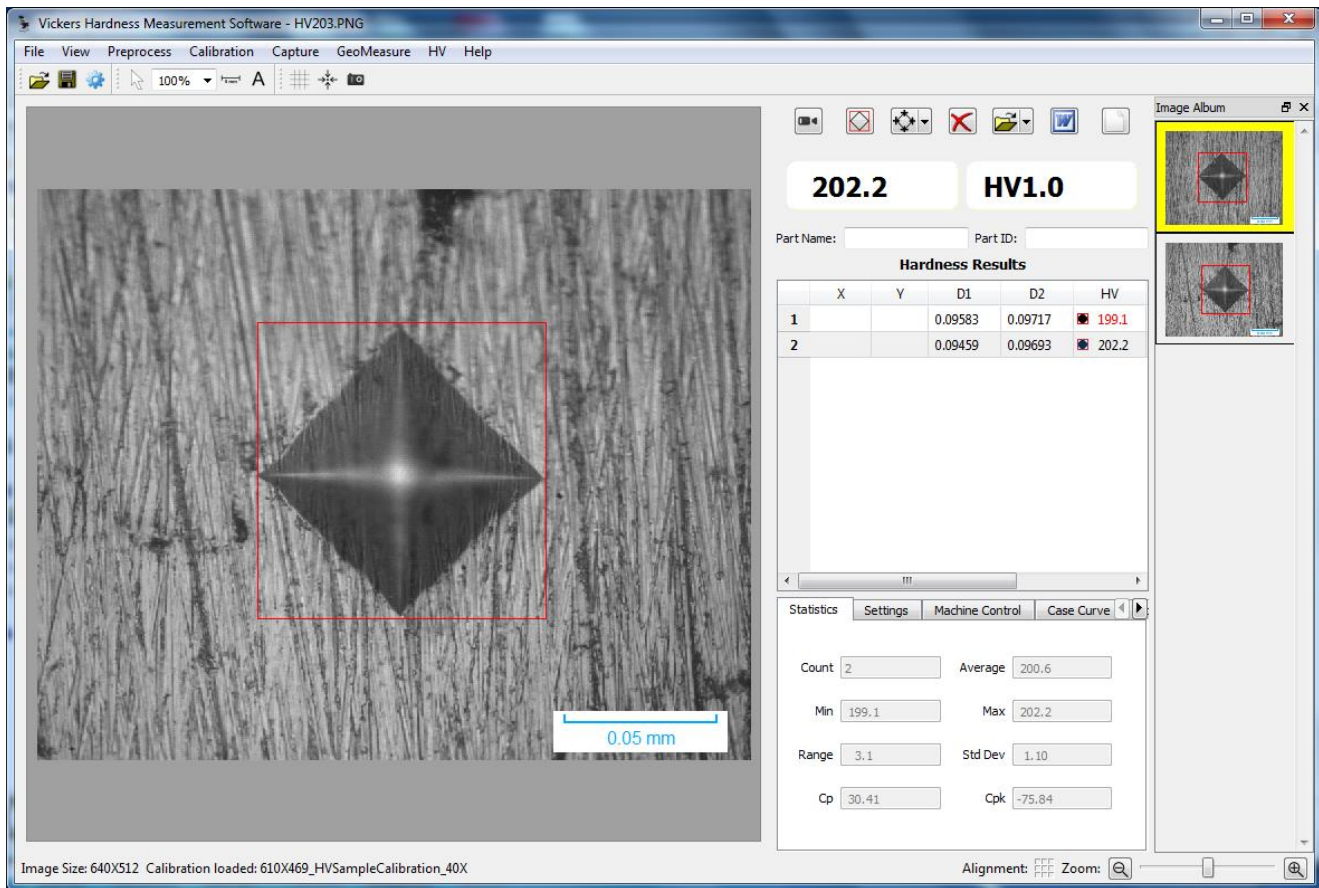 Vickers Hardness Measurement Software - HV203.PNG
File View Preprocess Calibration Capture GeoMeasure HV Help
100% A
Image Album
202.2 HV1.0
Part Name: Part ID:
Hardness Results
X Y D1 D2 HV
1 0.09583 0.09717 199.1
2 0.09459 0.09693 202.2
0.05 mm
Statistics Settings Machine Control Case Curve
Count 2 Average 200.6
Min 199.1 Max 202.2
Range 3.1 Std Dev 1.10
Cp 30.41 Cpk -75.84
Image Size: 640X512 Calibration loaded: 610X469_HVSampleCalibration_40X Alignment: Zoom: